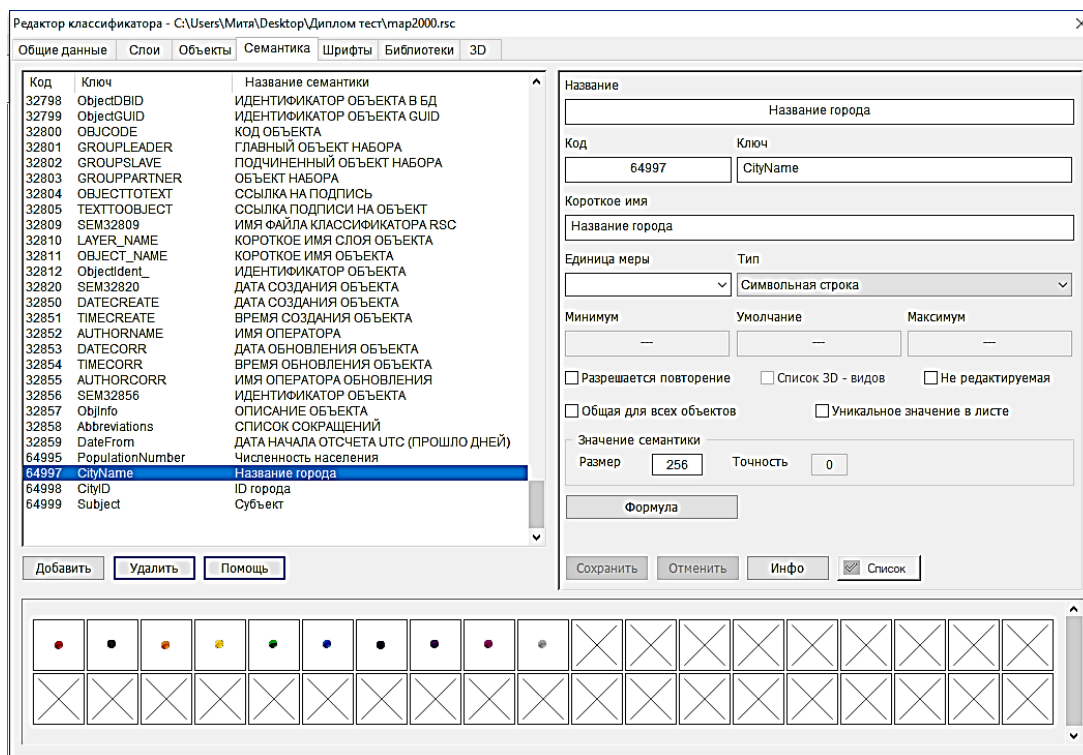 Редактор классификатора - C:\Users\Митя\Desktop\Диплом тест\map2000.rsc
Общие данные Слои Объекты Семантика Шрифты Библиотеки 3D
Код Ключ Название семантики
32798 ObjectDBID ИДЕНТИФИКАТОР ОБЪЕКТА В БД
32799 ObjectGUID ИДЕНТИФИКАТОР ОБЪЕКТА GUID
32800 OBJCODE КОД ОБЪЕКТА
32801 GROUPLEADER ГЛАВНЫЙ ОБЪЕКТ НАБОРА
32802 GROUPSLAVE ПОДЧИНЕННЫЙ ОБЪЕКТ НАБОРА
32803 GROUPPARTNER ОБЪЕКТ НАБОРА
32804 OBJECTTOTEXT ССЫЛКА НА ПОДПИСЬ
32805 TEXTTOOBJECT ССЫЛКА ПОДПИСИ НА ОБЪЕКТ
32809 SEM32809 ИМЯ ФАЙЛА КЛАССИФИКАТОРА RSC
32810 LAYER_NAME КОРОТКОЕ ИМЯ СЛОЯ ОБЪЕКТА
32811 OBJECT_NAME КОРОТКОЕ ИМЯ ОБЪЕКТА
32812 ObjectIdent_ ИДЕНТИФИКАТОР ОБЪЕКТА
32820 SEM32820 ДАТА СОЗДАНИЯ ОБЪЕКТА
32850 DATECREATE ДАТА СОЗДАНИЯ ОБЪЕКТА
32851 TIMECREATE ВРЕМЯ СОЗДАНИЯ ОБЪЕКТА
32852 AUTHORNAME ИМЯ ОПЕРАТОРА
32853 DATECORR ДАТА ОБНОВЛЕНИЯ ОБЪЕКТА
32854 TIMECORR ВРЕМЯ ОБНОВЛЕНИЯ ОБЪЕКТА
32855 AUTHORCORR ИМЯ ОПЕРАТОРА ОБНОВЛЕНИЯ
32856 SEM32856 ИДЕНТИФИКАТОР ОБЪЕКТА
32857 ObjInfo ОПИСАНИЕ ОБЪЕКТА
32858 Abbreviations СПИСОК СОКРАЩЕНИЙ
32859 DateFrom ДАТА НАЧАЛА ОТСЧЕТА UTC (ПРОШЛО ДНЕЙ)
64995 PopulationNumber Численность населения
64997 CityName Название города
64998 CityID ID города
64999 Subject Субъект
Добавить Удалить Помощь
Название
Название города
Код Ключ
64997 CityName
Короткое имя
Название города
Единица меры Тип
Символьная строка
Минимум Умолчание Максимум
--- --- ---
Разрешается повторение Список 3D - видов Не редактируемая
Общая для всех объектов Уникальное значение в листе
Значение семантики
Размер 256 Точность 0
Формула
Сохранить Отменить Инфо Список